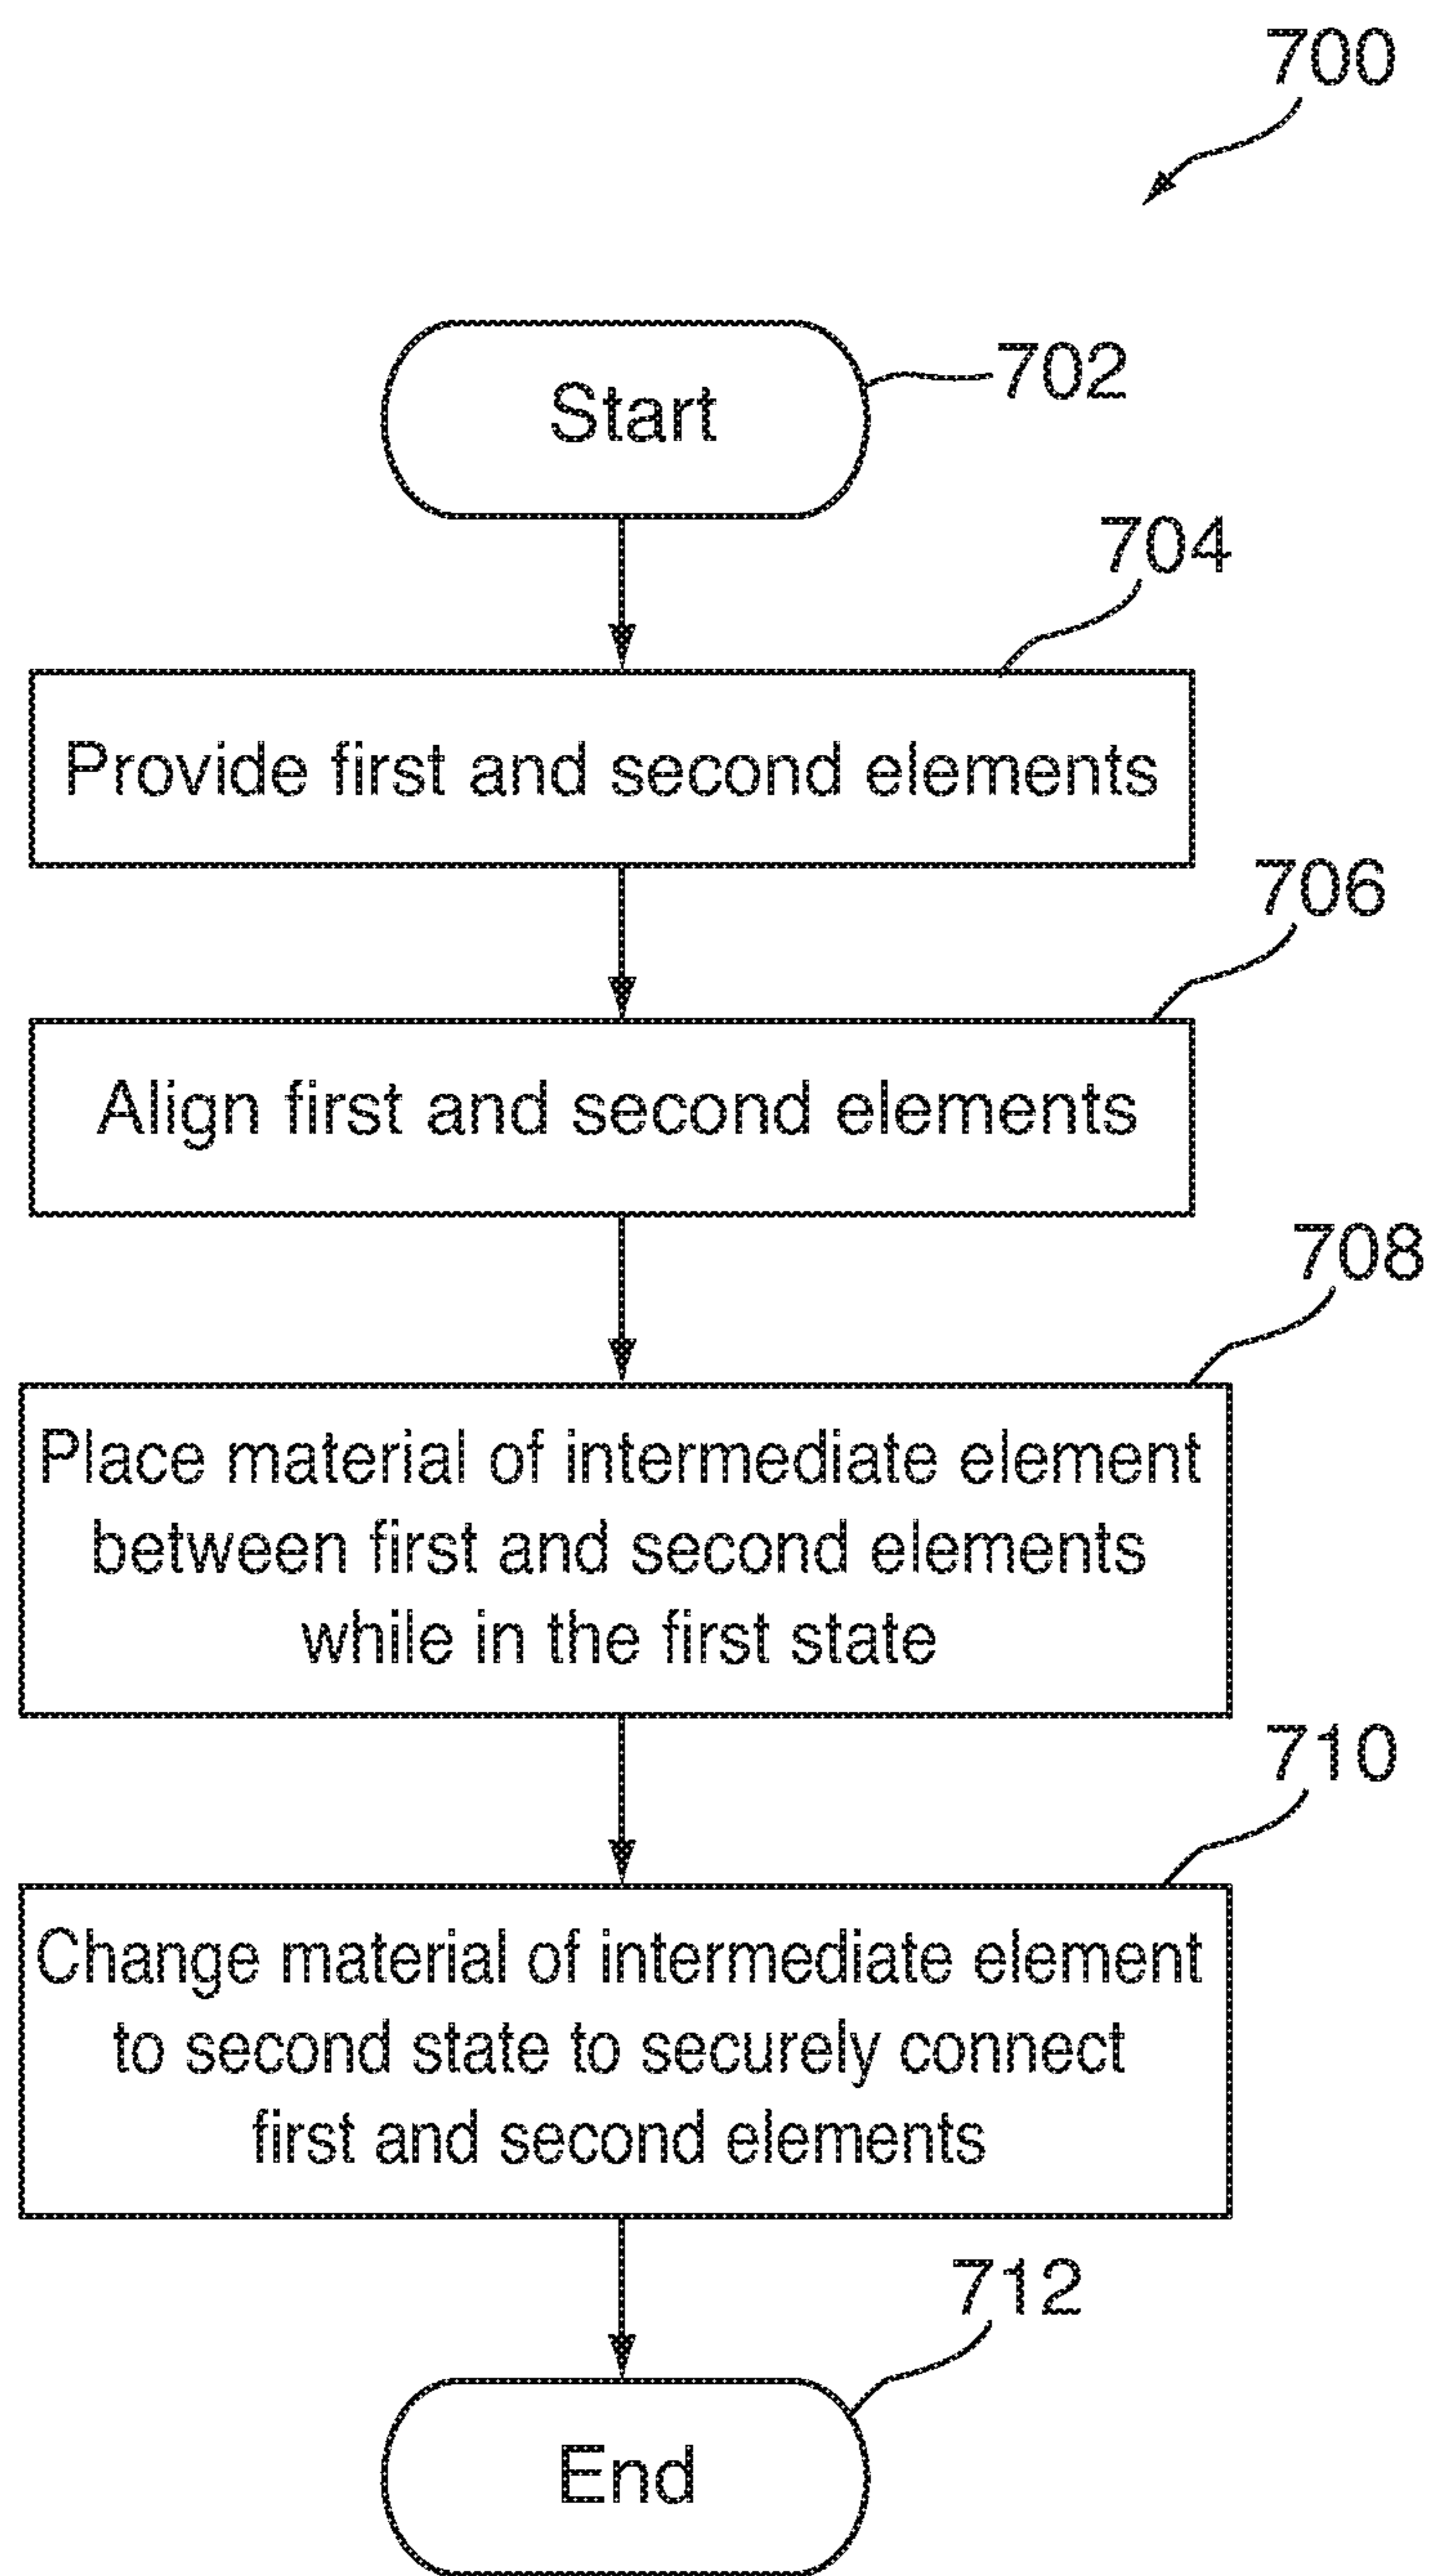 700
702
Start
704
Provide first and second elements
706
Align first and second elements
708
Place material of intermediate element
between first and second elements
while in the first state
710
Change material of intermediate element
to second state to securely connect
first and second elements
712
End